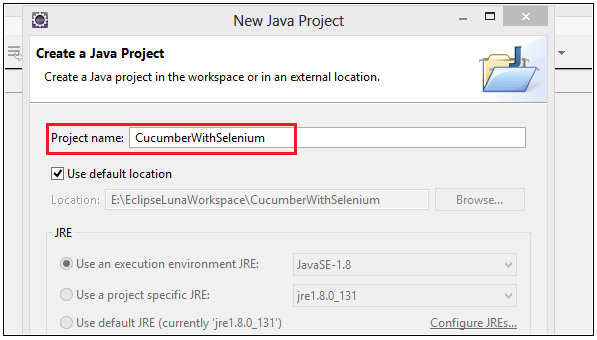 New Java Project
Create a Java Project
Create a Java project in the workspace or in an external location.
Project name: CucumberWithSelenium
Use default location
Location: E:\EclipseLunaWorkspace\CucumberWithSelenium Browse...
JRE
Use an execution environment JRE: JavaSE-1.8
Use a project specific JRE: jre1.8.0_131
Use default JRE (currently 'jre1.8.0_131') Configure JREs...